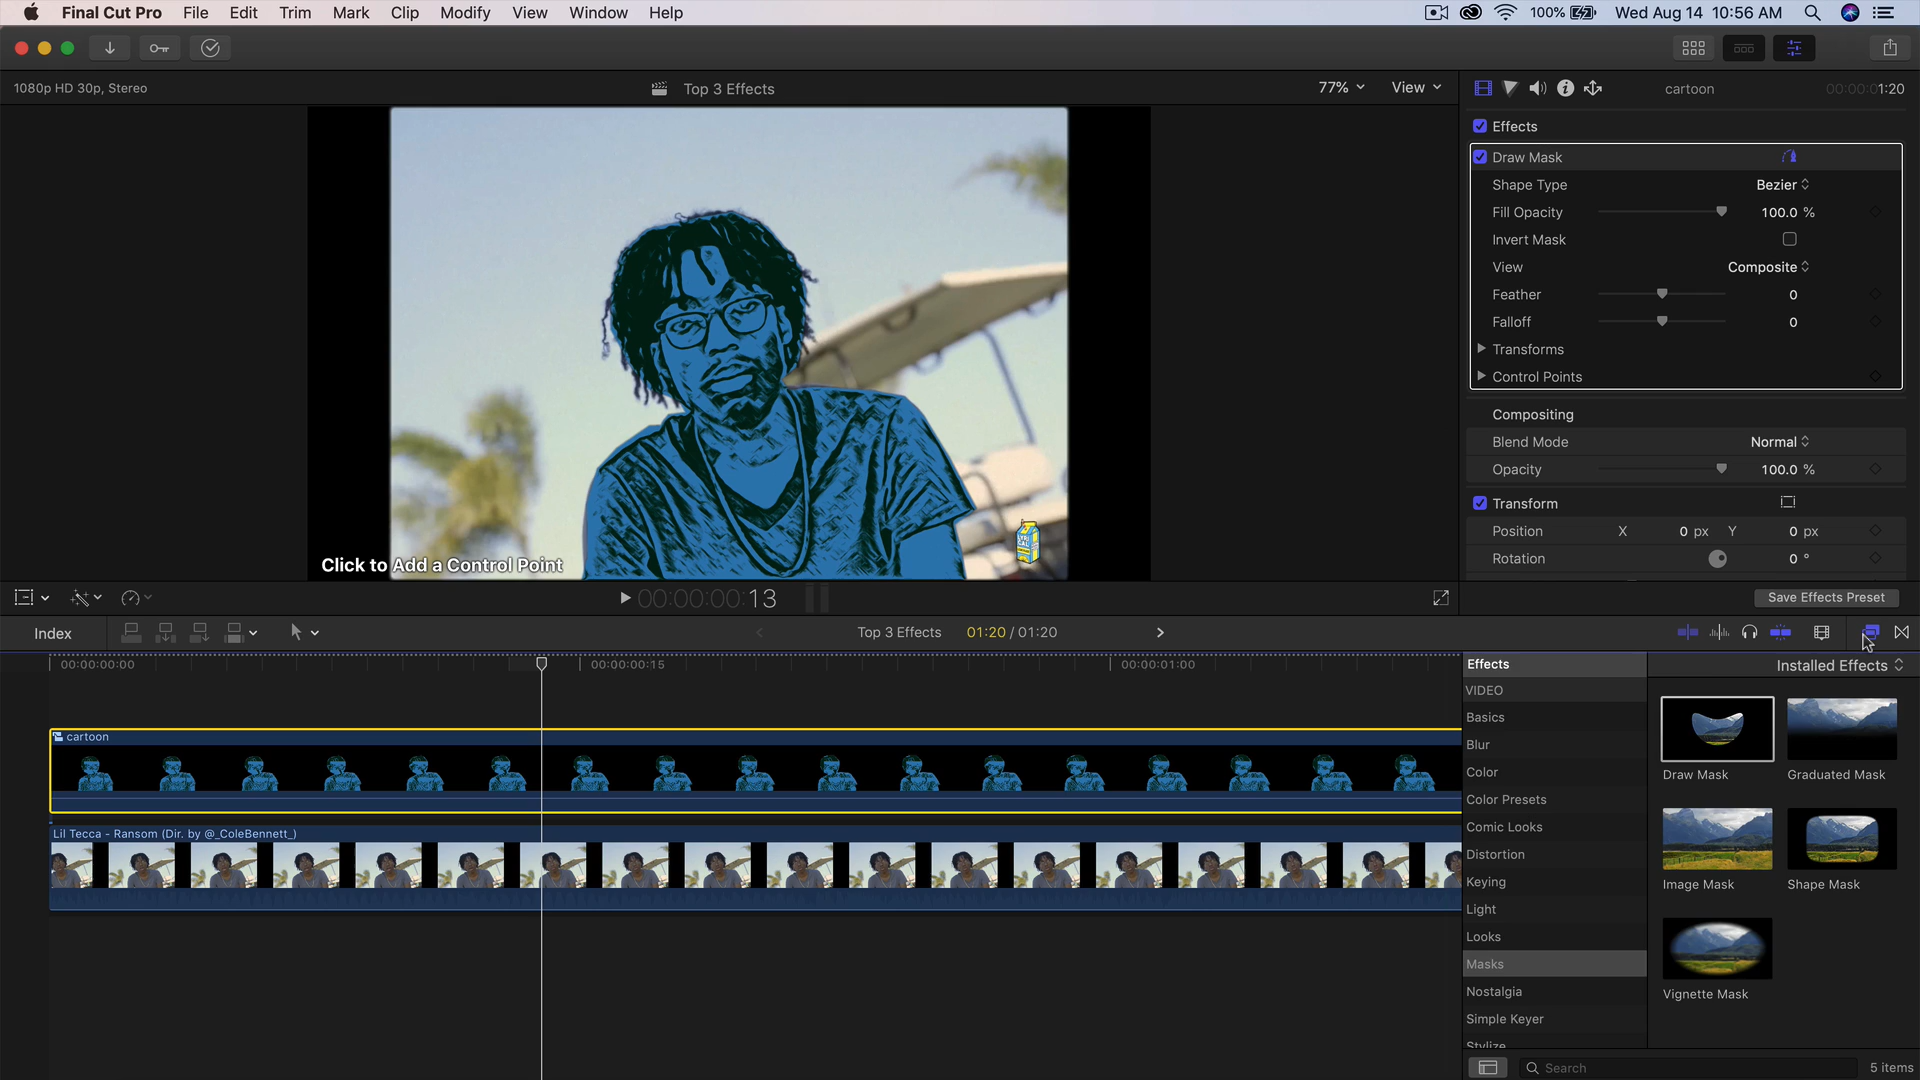 Final Cut Pro File Edit Trim Mark Clip Modify View Window Help 100% Wed Aug 14 10:56 AM
1080p HD 30p, Stereo
Top 3 Effects
77%
View
cartoon
00:00:00:01:20
Effects
Draw Mask
Shape Type Bezier
Fill Opacity 100.0 %
Invert Mask
View Composite
Feather 0
Falloff 0
Transforms
Control Points
Compositing
Blend Mode Normal
Opacity 100.0 %
Transform
Position X 0 px Y 0 px
Rotation 0 °
Click to Add a Control Point
00:00:00:13
Save Effects Preset
Index
Top 3 Effects 01:20 / 01:20
00:00:00:00
00:00:00:15
00:00:01:00
cartoon
Lil Tecca - Ransom (Dir. by @_ColeBennett_)
Effects
VIDEO
Basics
Blur
Color
Color Presets
Comic Looks
Distortion
Keying
Light
Looks
Masks
Nostalgia
Simple Keyer
Stylize
Installed Effects
Draw Mask
Graduated Mask
Image Mask
Shape Mask
Vignette Mask
Search
5 items